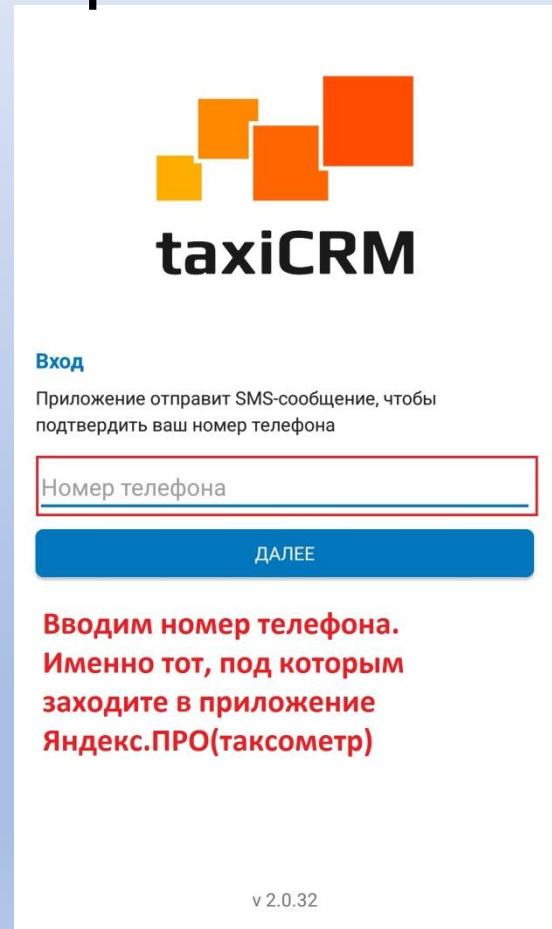 taxiCRM
Вход
Приложение отправит SMS-сообщение, чтобы
подтвердить ваш номер телефона
Номер телефона
ДАЛЕЕ
Вводим номер телефона.
Именно тот, под которым
заходите в приложение
Яндекс.ПРО(таксометр)
v 2.0.32